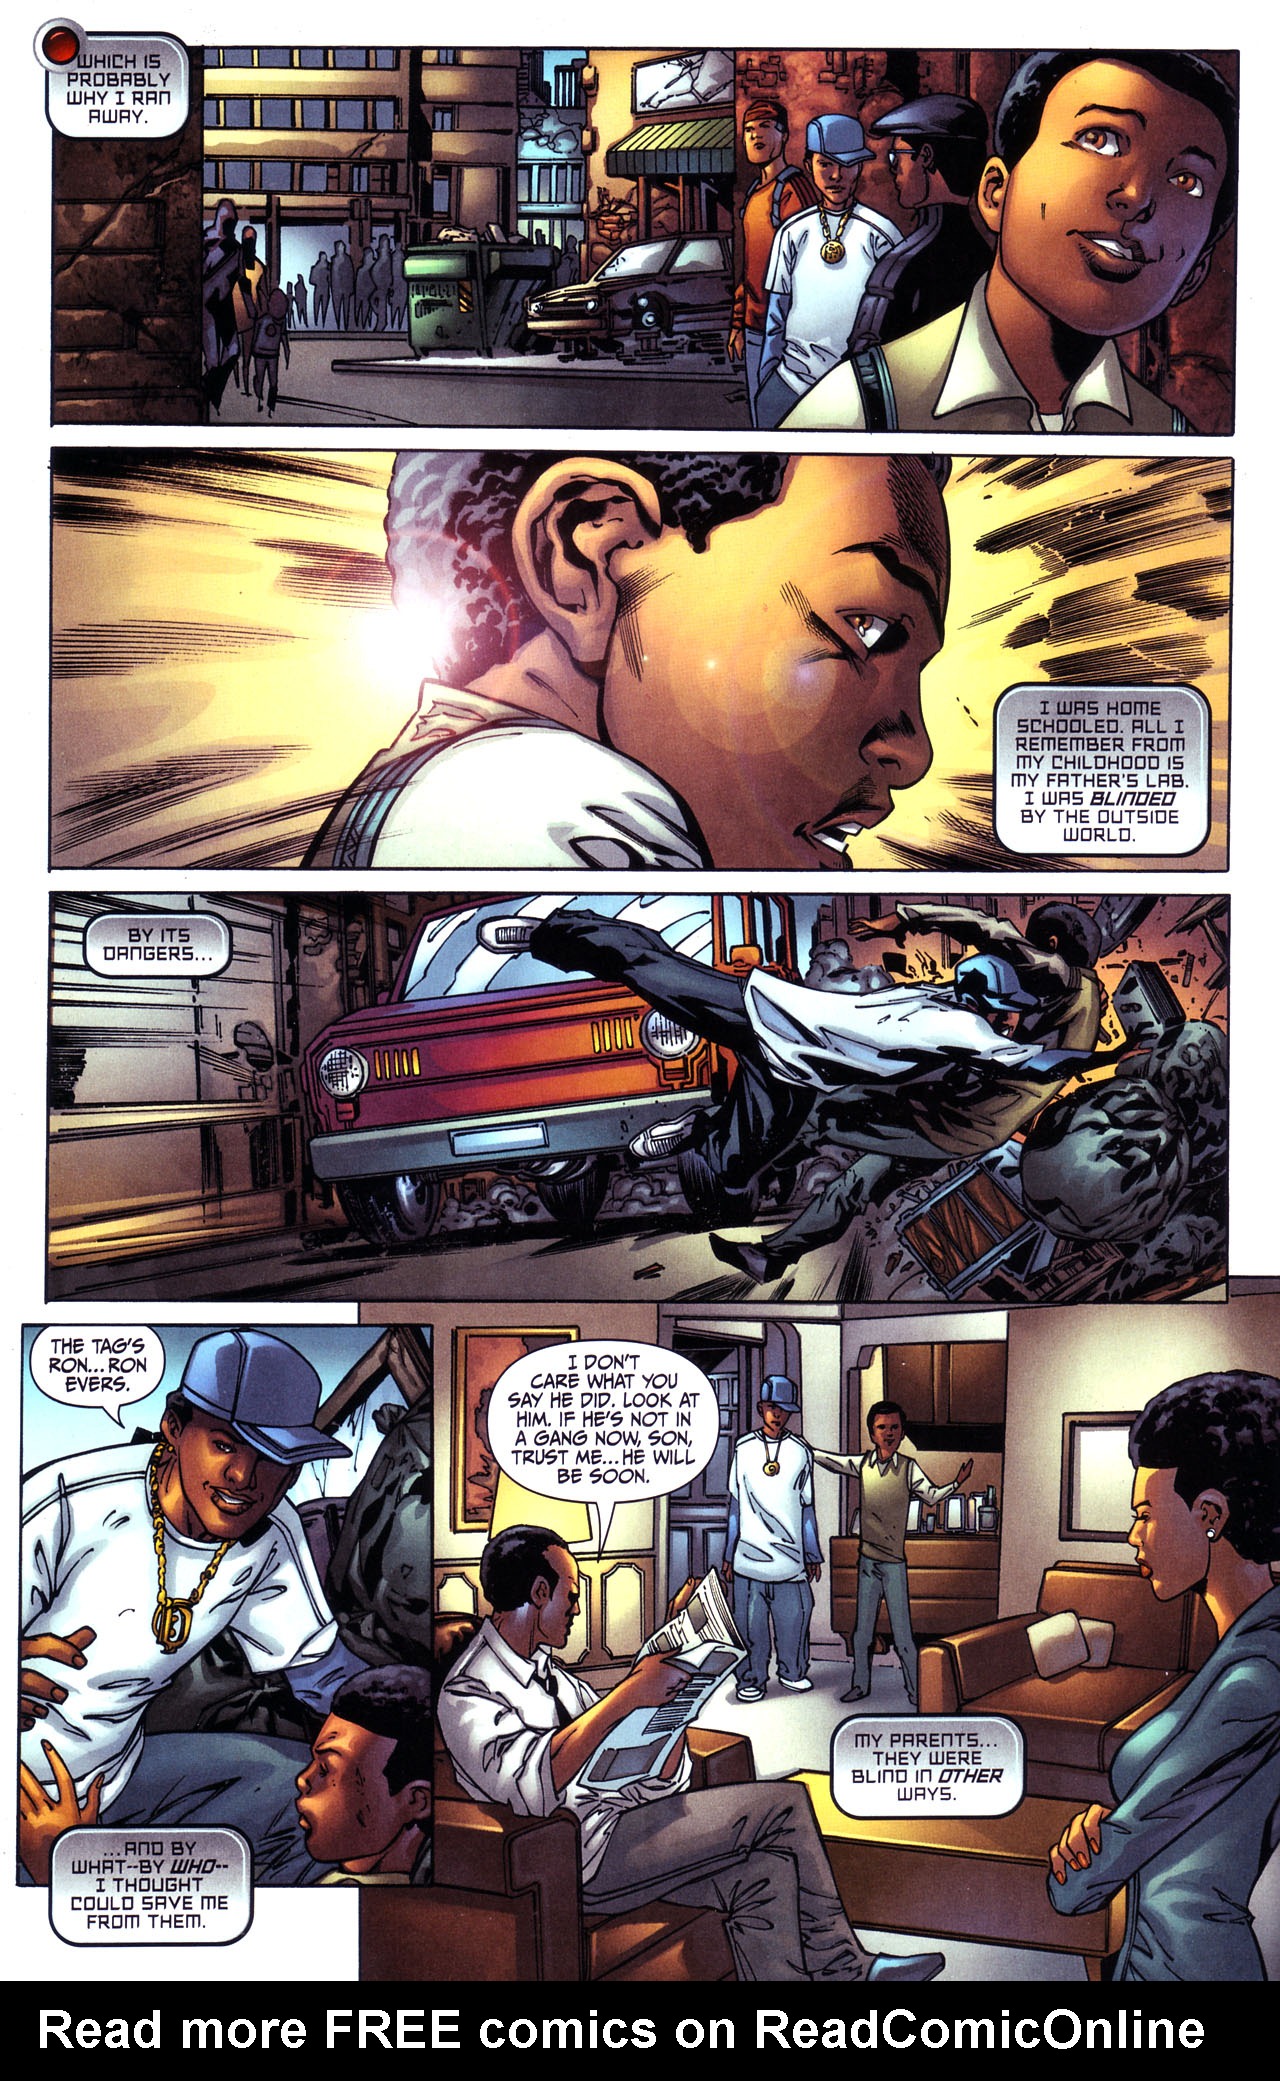 WHICH IS
PROBABLY
WHY I RAN
AWAY.
I WAS HOME
SCHOOLED. ALL I
REMEMBER FROM
MY CHILDHOOD IS
MY FATHER'S LAB.
I WAS BLINDED
BY THE OUTSIDE
WORLD.
BY ITS
DANGERS...
THE TAG'S
RON...RON
EVERS.
...AND BY
WHAT--BY WHO--
I THOUGHT
COULD SAVE ME
FROM THEM.
I DON'T
CARE WHAT YOU
SAY HE DID. LOOK AT
HIM. IF HE'S NOT IN
A GANG NOW, SON,
TRUST ME...HE WILL
BE SOON.
MY PARENTS...
THEY WERE
BLIND IN OTHER
WAYS.
Read more FREE comics on ReadComicOnline